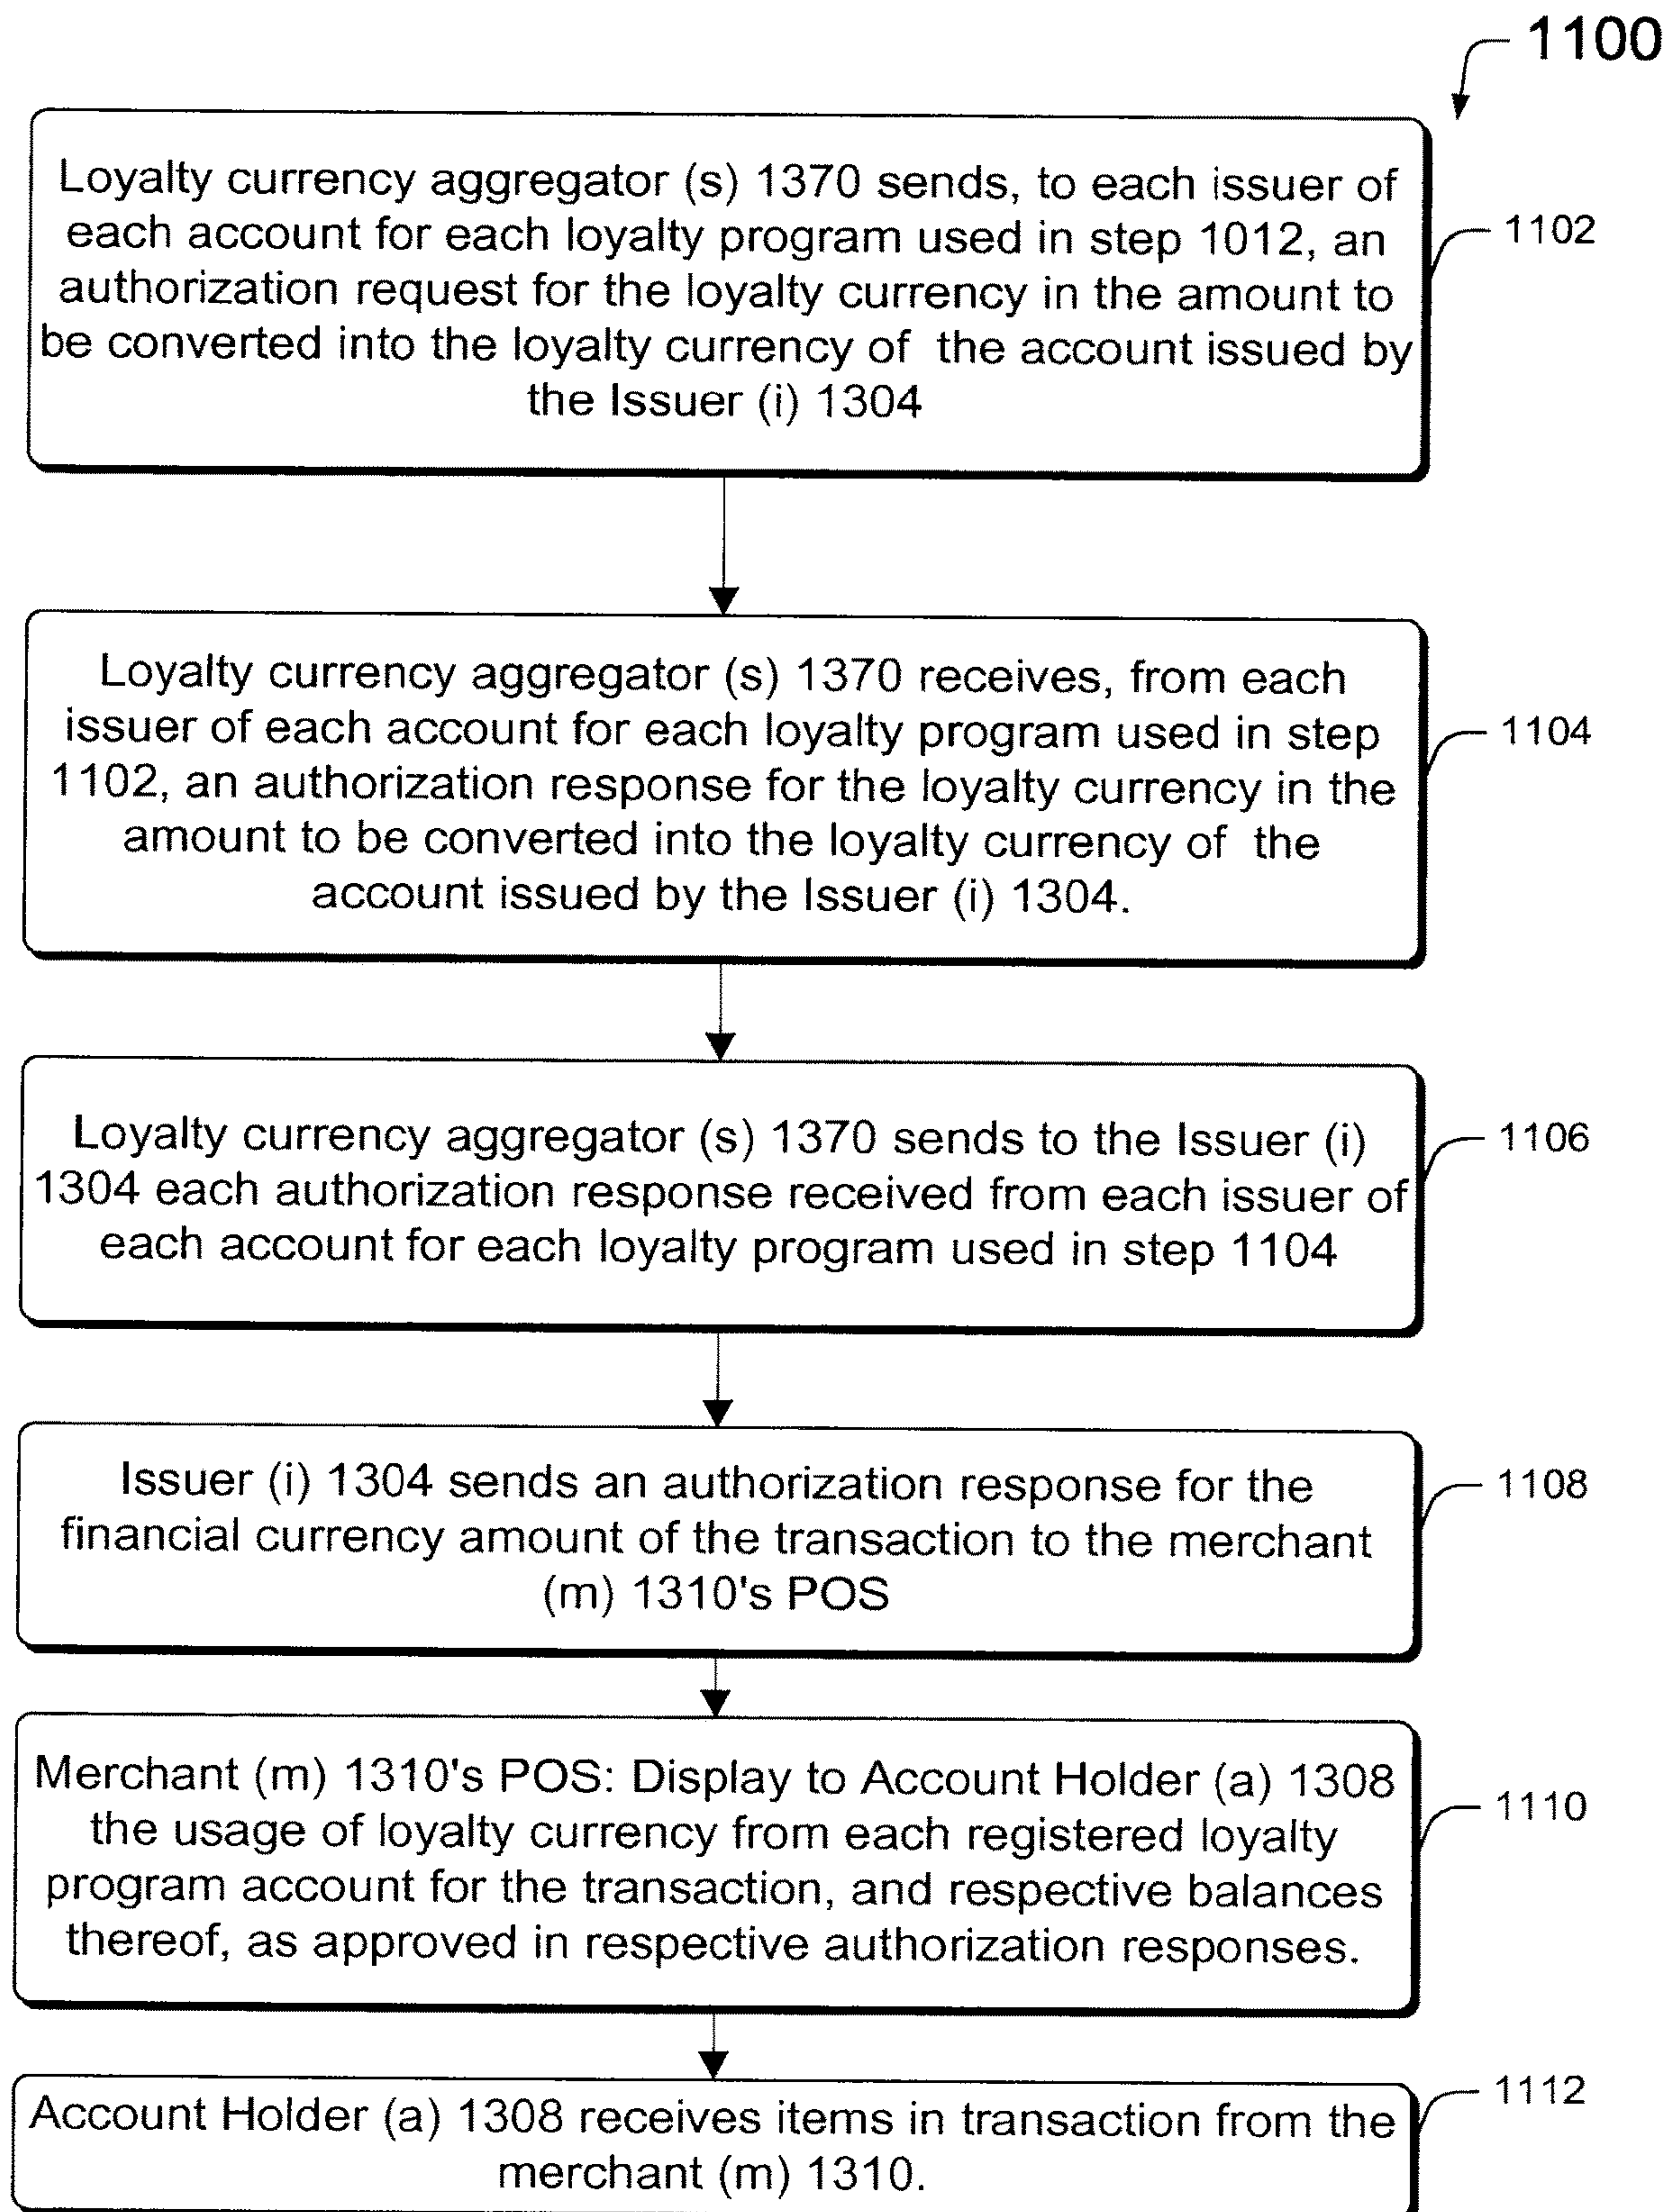 1100
Loyalty currency aggregator (s) 1370 sends, to each issuer of
each account for each loyalty program used in step 1012, an
authorization request for the loyalty currency in the amount to
be converted into the loyalty currency of the account issued by
the Issuer (i) 1304
1102
Loyalty currency aggregator (s) 1370 receives, from each
issuer of each account for each loyalty program used in step
1102, an authorization response for the loyalty currency in the
amount to be converted into the loyalty currency of the
account issued by the Issuer (i) 1304.
1104
Loyalty currency aggregator (s) 1370 sends to the Issuer (i)
1304 each authorization response received from each issuer of
each account for each loyalty program used in step 1104
1106
Issuer (i) 1304 sends an authorization response for the
financial currency amount of the transaction to the merchant
(m) 1310's POS
1108
Merchant (m) 1310's POS: Display to Account Holder (a) 1308
the usage of loyalty currency from each registered loyalty
program account for the transaction, and respective balances
thereof, as approved in respective authorization responses.
1110
Account Holder (a) 1308 receives items in transaction from the
merchant (m) 1310.
1112